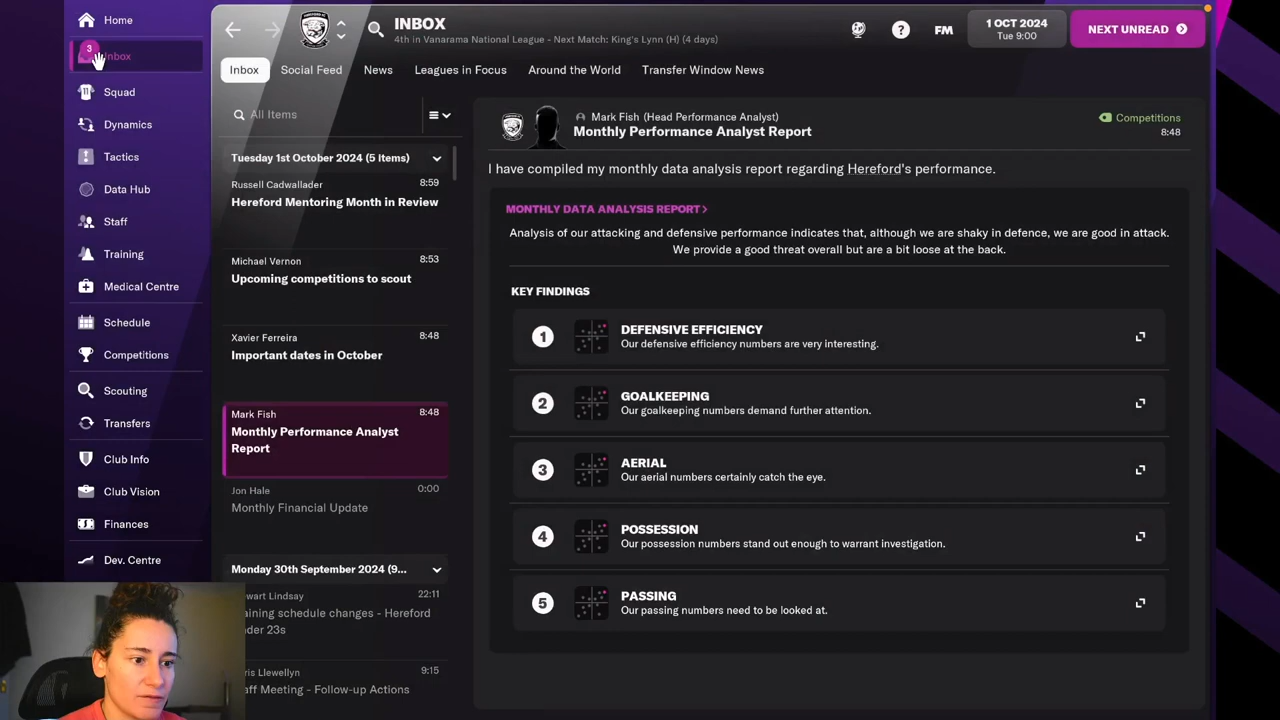 Home
3
Inbox
Squad
Dynamics
Tactics
Data Hub
Staff
Training
Medical Centre
Schedule
Competitions
Scouting
Transfers
Club Info
Club Vision
Finances
Dev. Centre
INBOX
4th in Vanarama National League - Next Match: King's Lynn (H) (4 days)
?
FM
1 OCT 2024
Tue 9:00
NEXT UNREAD
Inbox
Social Feed
News
Leagues in Focus
Around the World
Transfer Window News
All Items
Tuesday 1st October 2024 (5 Items)
Russell Cadwallader
8:59
Hereford Mentoring Month in Review
Michael Vernon
8:53
Upcoming competitions to scout
Xavier Ferreira
8:48
Important dates in October
Mark Fish
8:48
Monthly Performance Analyst
Report
Jon Hale
0:00
Monthly Financial Update
Monday 30th September 2024 (9...
wart Lindsay
22:11
aining schedule changes - Hereford
nder 23s
ris Llewellyn
9:15
aff Meeting - Follow-up Actions
Mark Fish (Head Performance Analyst)
Monthly Performance Analyst Report
Competitions
8:48
I have compiled my monthly data analysis report regarding Hereford's performance.
MONTHLY DATA ANALYSIS REPORT >
Analysis of our attacking and defensive performance indicates that, although we are shaky in defence, we are good in attack.
We provide a good threat overall but are a bit loose at the back.
KEY FINDINGS
1
DEFENSIVE EFFICIENCY
Our defensive efficiency numbers are very interesting.
2
GOALKEEPING
Our goalkeeping numbers demand further attention.
3
AERIAL
Our aerial numbers certainly catch the eye.
4
POSSESSION
Our possession numbers stand out enough to warrant investigation.
5
PASSING
Our passing numbers need to be looked at.